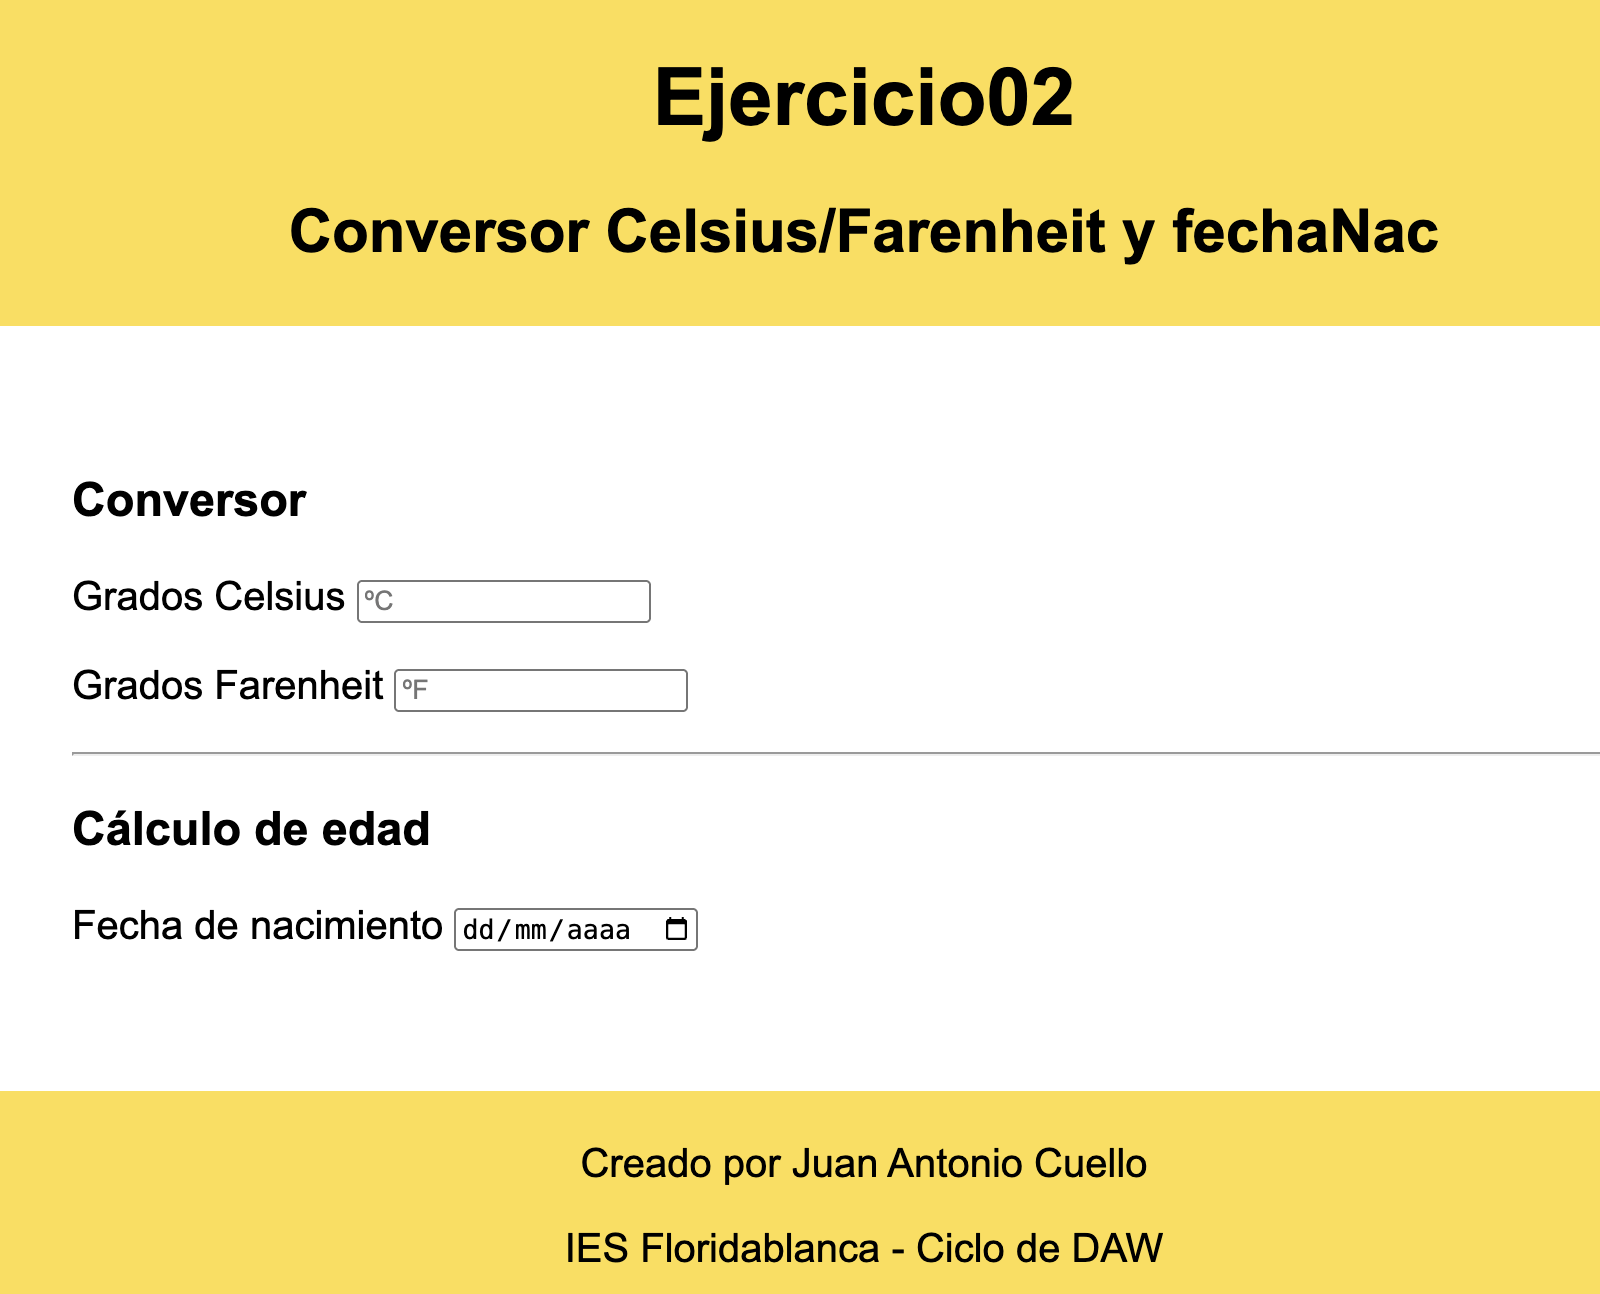 Ejercicio02
Conversor Celsius/Farenheit y fechaNac
Conversor
Grados Celsius ºC
Grados Farenheit ºF
Cálculo de edad
Fecha de nacimiento dd/mm/aaaa
Creado por Juan Antonio Cuello
IES Floridablanca - Ciclo de DAW